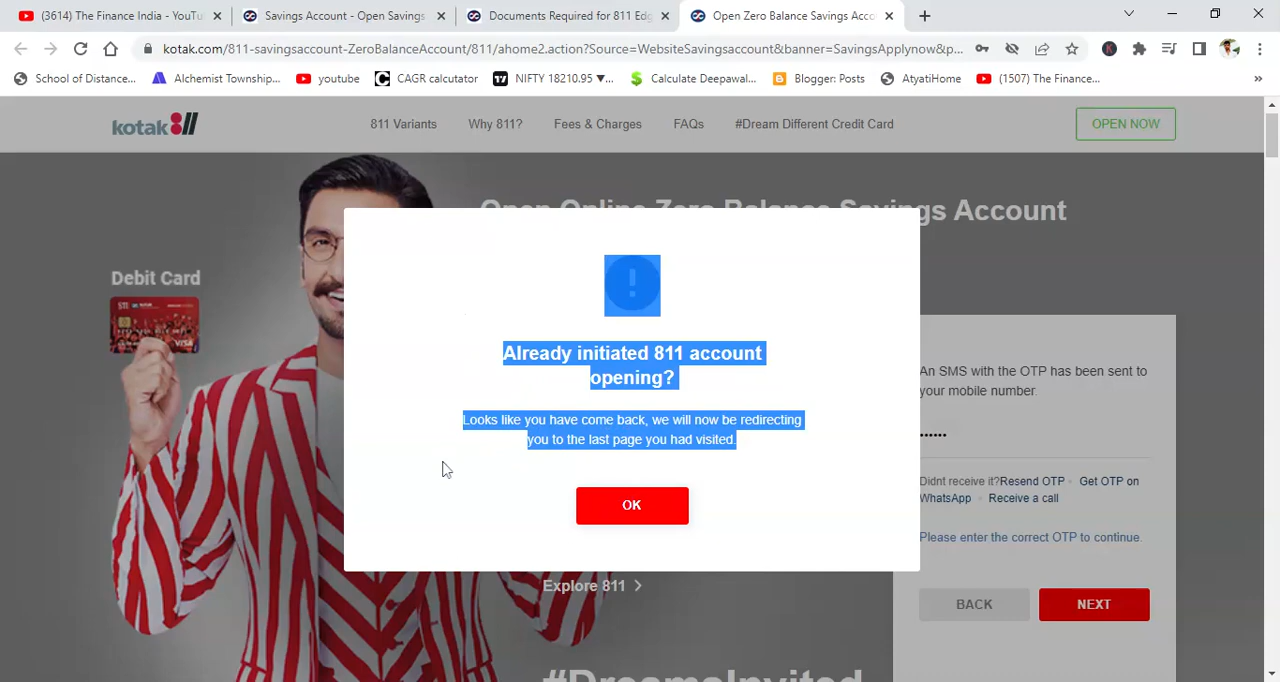 (3614) The Finance India - YouTu
Savings Account - Open Savings
Documents Required for 811 Edg
Open Zero Balance Savings Acco
kotak.com/811-savingsaccount-ZeroBalanceAccount/811/ahome2.action?Source=WebsiteSavingsaccount&banner=SavingsApplynow&p...
School of Distance...
Alchemist Township...
youtube
CAGR calcutator
NIFTY 18210.95 ▼...
Calculate Deepawal...
Blogger: Posts
AtyatiHome
(1507) The Finance...
»
kotak811
811 Variants
Why 811?
Fees & Charges
FAQs
#Dream Different Credit Card
OPEN NOW
Open Online Zero Balance Savings Account
Debit Card
VISA
!
Already initiated 811 account
opening?
Looks like you have come back, we will now be redirecting
you to the last page you had visited.
OK
An SMS with the OTP has been sent to
your mobile number.
••••••
Didnt receive it? Resend OTP • Get OTP on
WhatsApp • Receive a call
Please enter the correct OTP to continue.
BACK
NEXT
Explore 811 >
#DreamsInvited